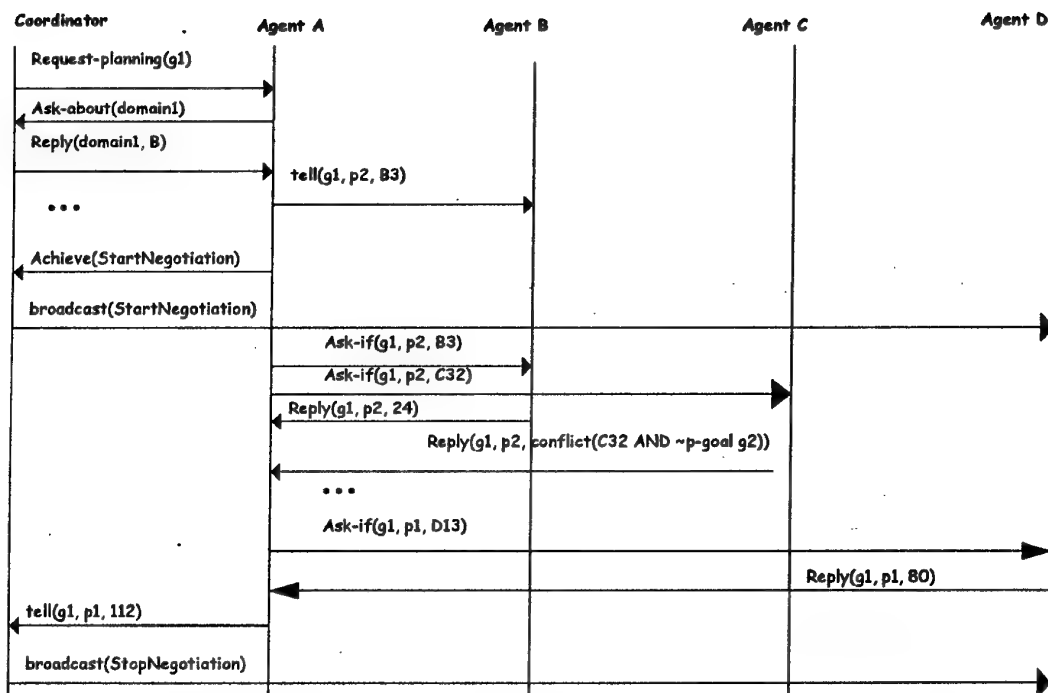 Coordinator
Agent A
Agent B
Agent C
Agent D
Request-planning(g1)
Ask-about(domain1)
Reply(domain1, B)
tell(g1, p2, B3)
•••
Achieve(StartNegotiation)
broadcast(StartNegotiation)
Ask-if(g1, p2, B3)
Ask-if(g1, p2, C32)
Reply(g1, p2, 24)
Reply(g1, p2, conflict(C32 AND ~p-goal g2))
•••
Ask-if(g1, p1, D13)
Reply(g1, p1, 80)
tell(g1, p1, 112)
broadcast(StopNegotiation)